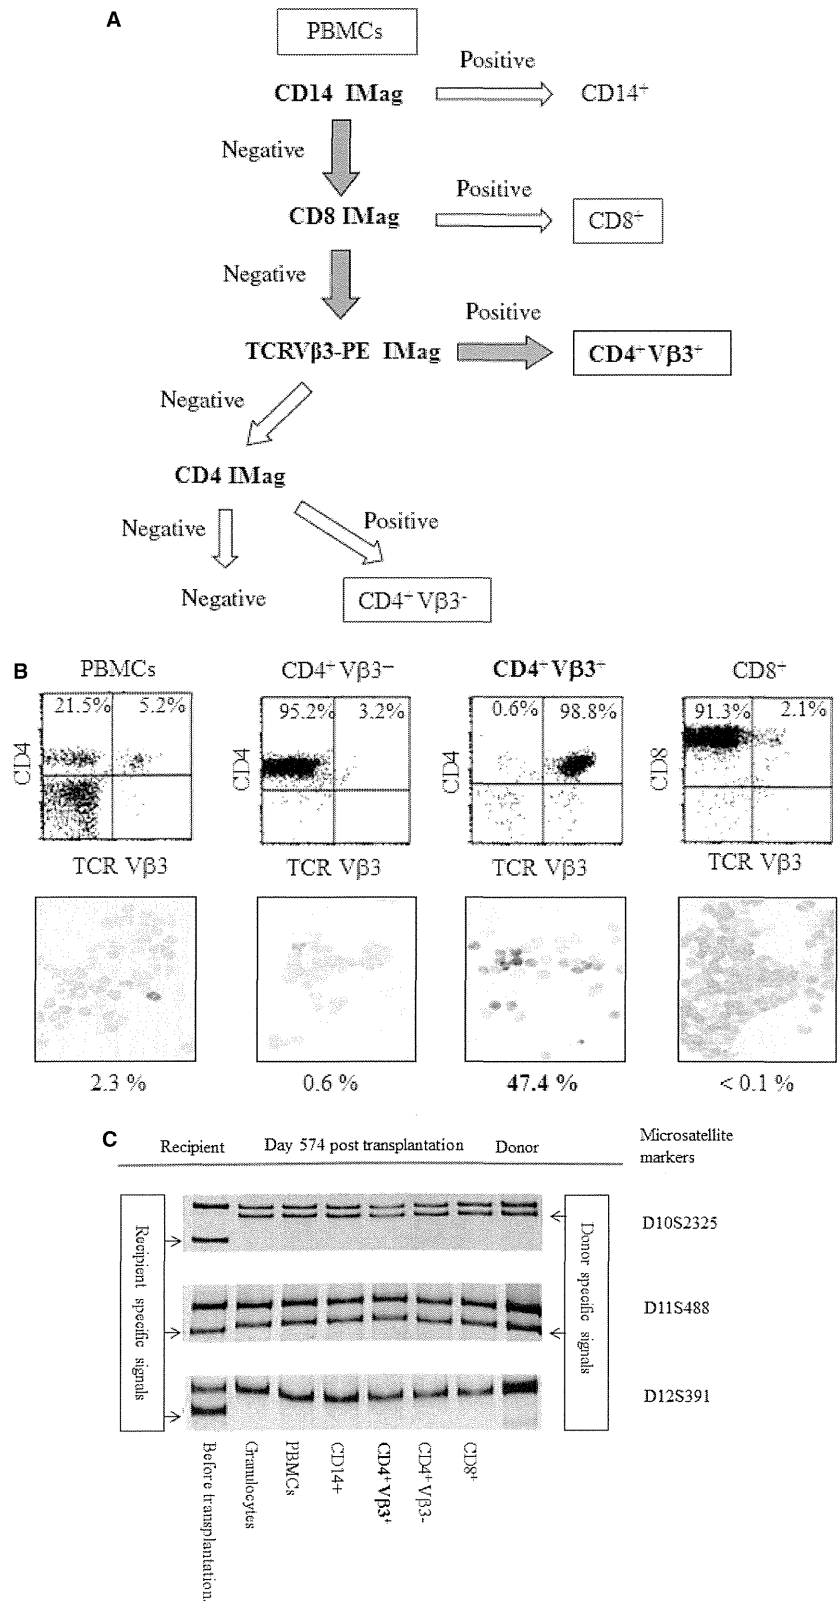 A
PBMCs
Positive
CD14 IMag
CD14+
Negative
Positive
CD8 IMag
CD8+
Negative
Positive
TCRVβ3-PE IMag
CD4+Vβ3+
Negative
CD4 IMag
Negative
Positive
Negative
CD4+Vβ3-
B
PBMCs
CD4+Vβ3−
CD4+Vβ3+
CD8+
21.5% 5.2%
95.2% 3.2%
0.6% 98.8%
91.3% 2.1%
CD4
CD4
CD4
CD8
TCR Vβ3
TCR Vβ3
TCR Vβ3
TCR Vβ3
2.3 %
0.6 %
47.4 %
< 0.1 %
C
Recipient
Day 574 post transplantation
Donor
Microsatellite
markers
Recipient specific signals
Donor specific signals
D10S2325
D11S488
D12S391
Before transplantation.
Granulocytes
PBMCs
CD14+
CD4+Vβ3+
CD4+Vβ3-
CD8+